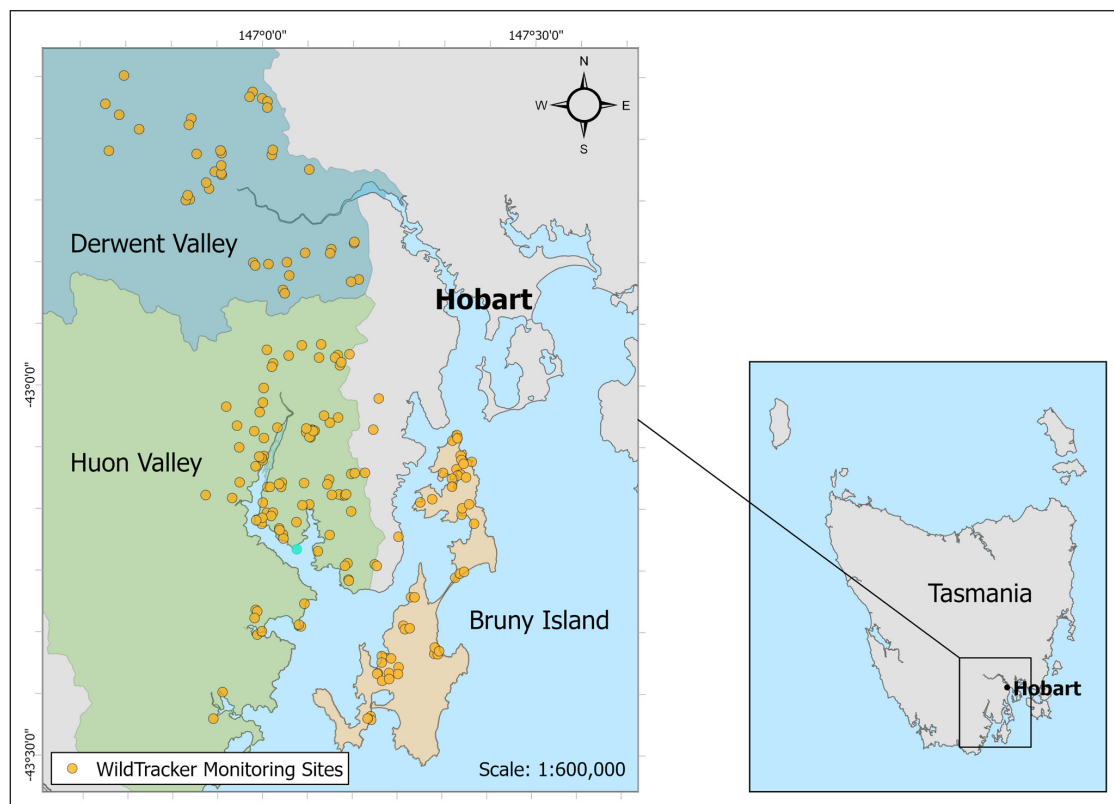 147°0'0"
147°30'0"
N
W
E
S
Derwent Valley
Hobart
-43°0'0"
Huon Valley
Bruny Island
-43°30'0"
WildTracker Monitoring Sites
Scale: 1:600,000
Tasmania
Hobart